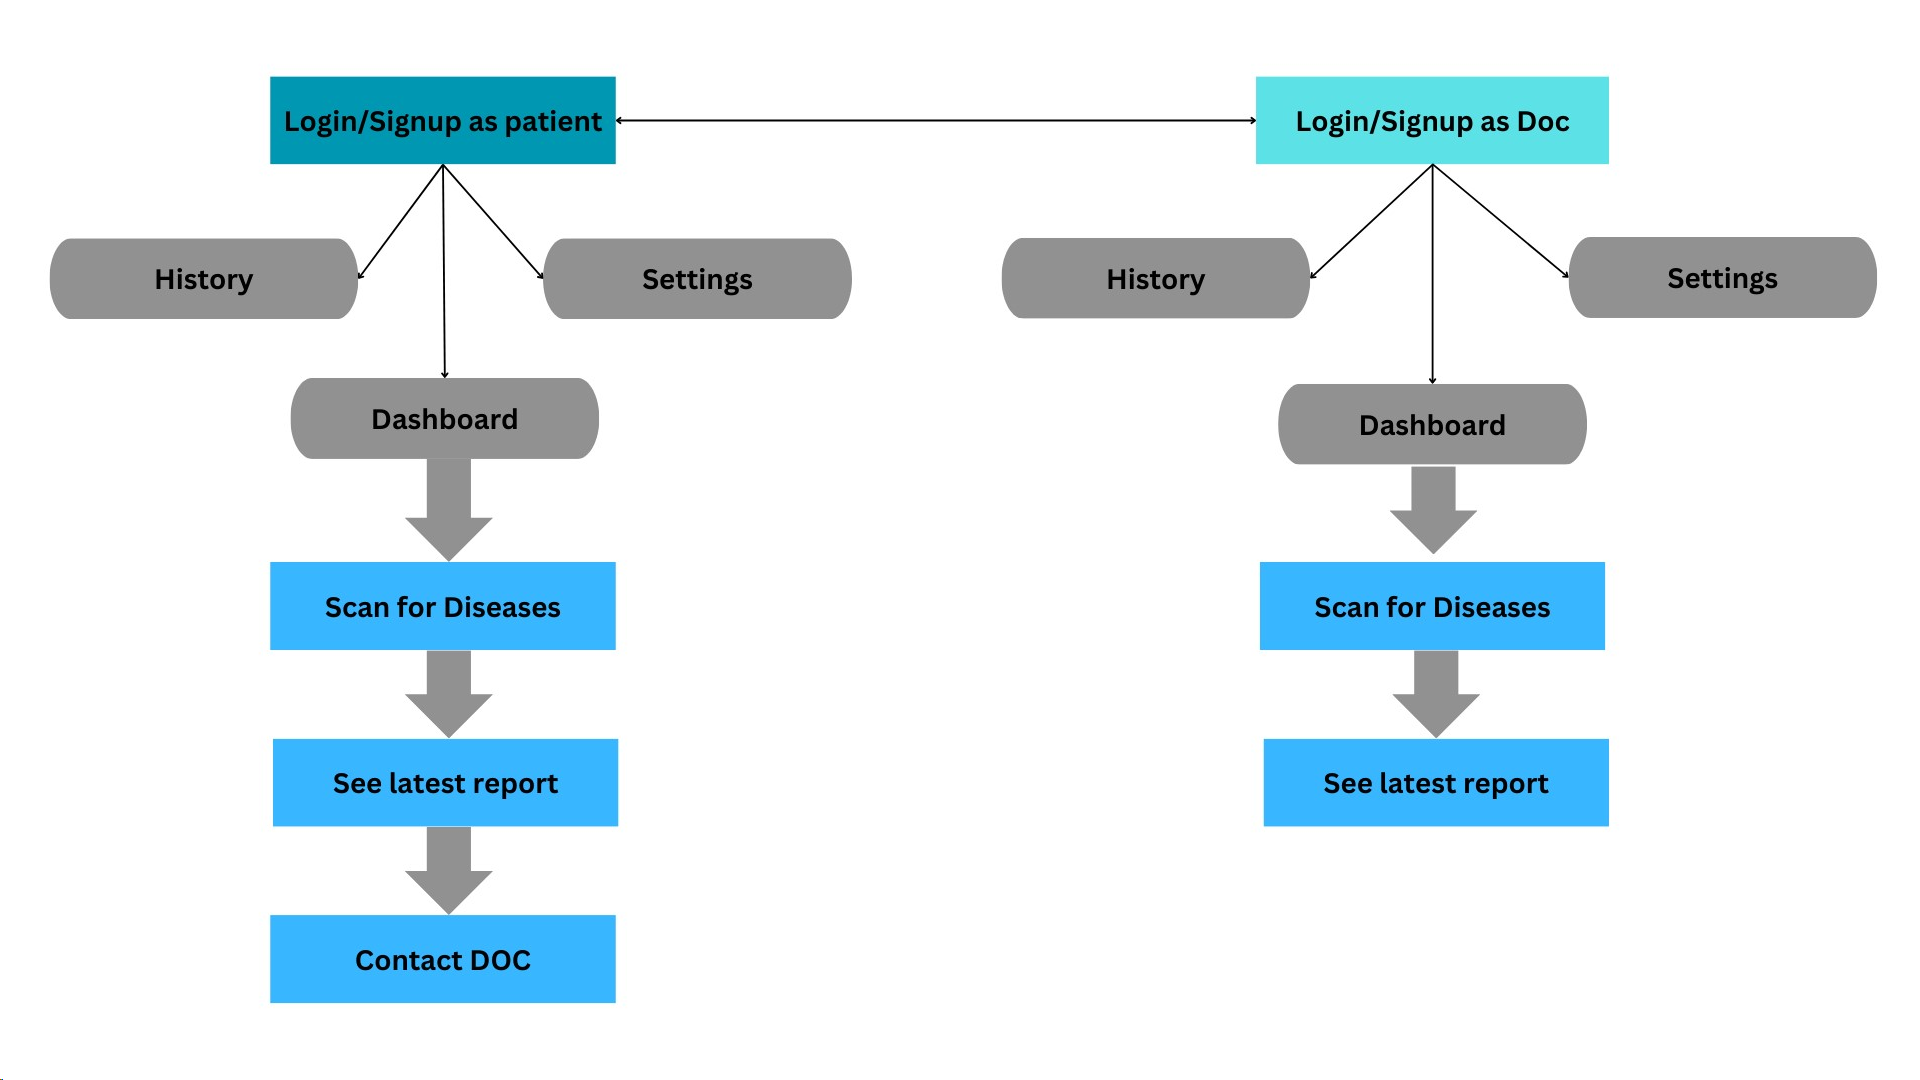 Login/Signup as patient
Login/Signup as Doc
History
Settings
History
Settings
Dashboard
Dashboard
Scan for Diseases
Scan for Diseases
See latest report
See latest report
Contact DOC